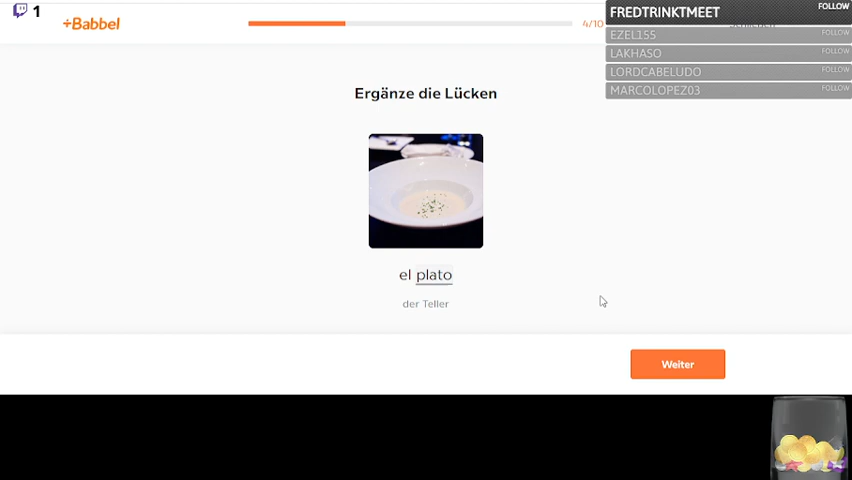 1
+Babbel
4/10
Schließen
FREDTRINKTMEET FOLLOW
EZEL155 FOLLOW
LAKHASO FOLLOW
LORDCABELUDO FOLLOW
MARCOLOPEZ03 FOLLOW
Ergänze die Lücken
el plato
der Teller
Weiter